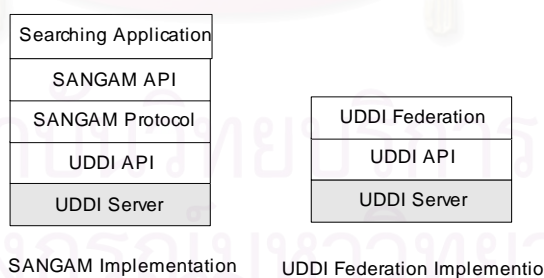 Searching Application
SANGAM API
SANGAM Protocol
UDDI API
UDDI Server
SANGAM Implementation
UDDI Federation
UDDI API
UDDI Server
UDDI Federation Implementio